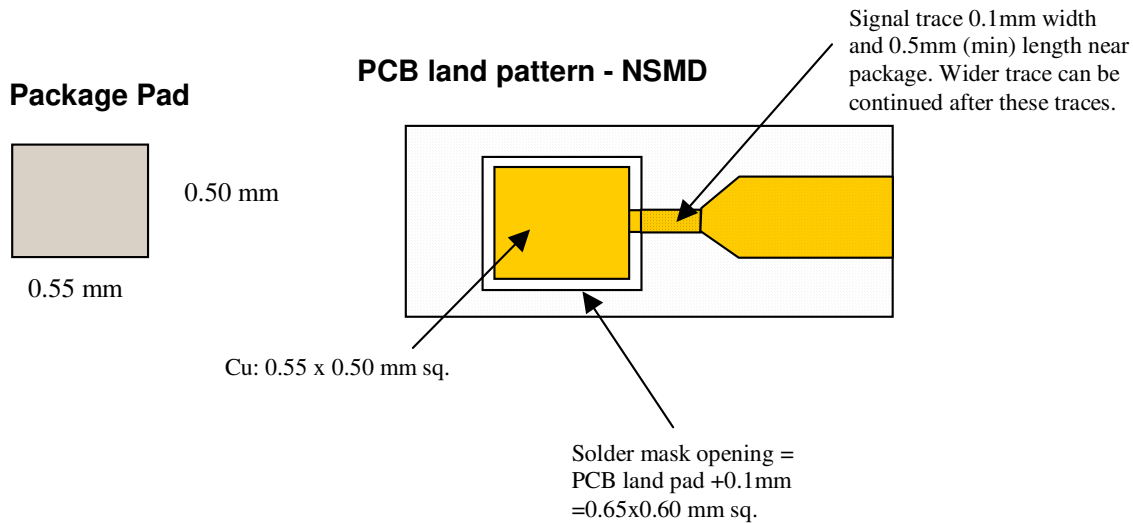 Signal trace 0.1mm width
and 0.5mm (min) length near
package. Wider trace can be
continued after these traces.
PCB land pattern - NSMD
Package Pad
0.50 mm
0.55 mm
Cu: 0.55 x 0.50 mm sq.
Solder mask opening =
PCB land pad +0.1mm
=0.65x0.60 mm sq.